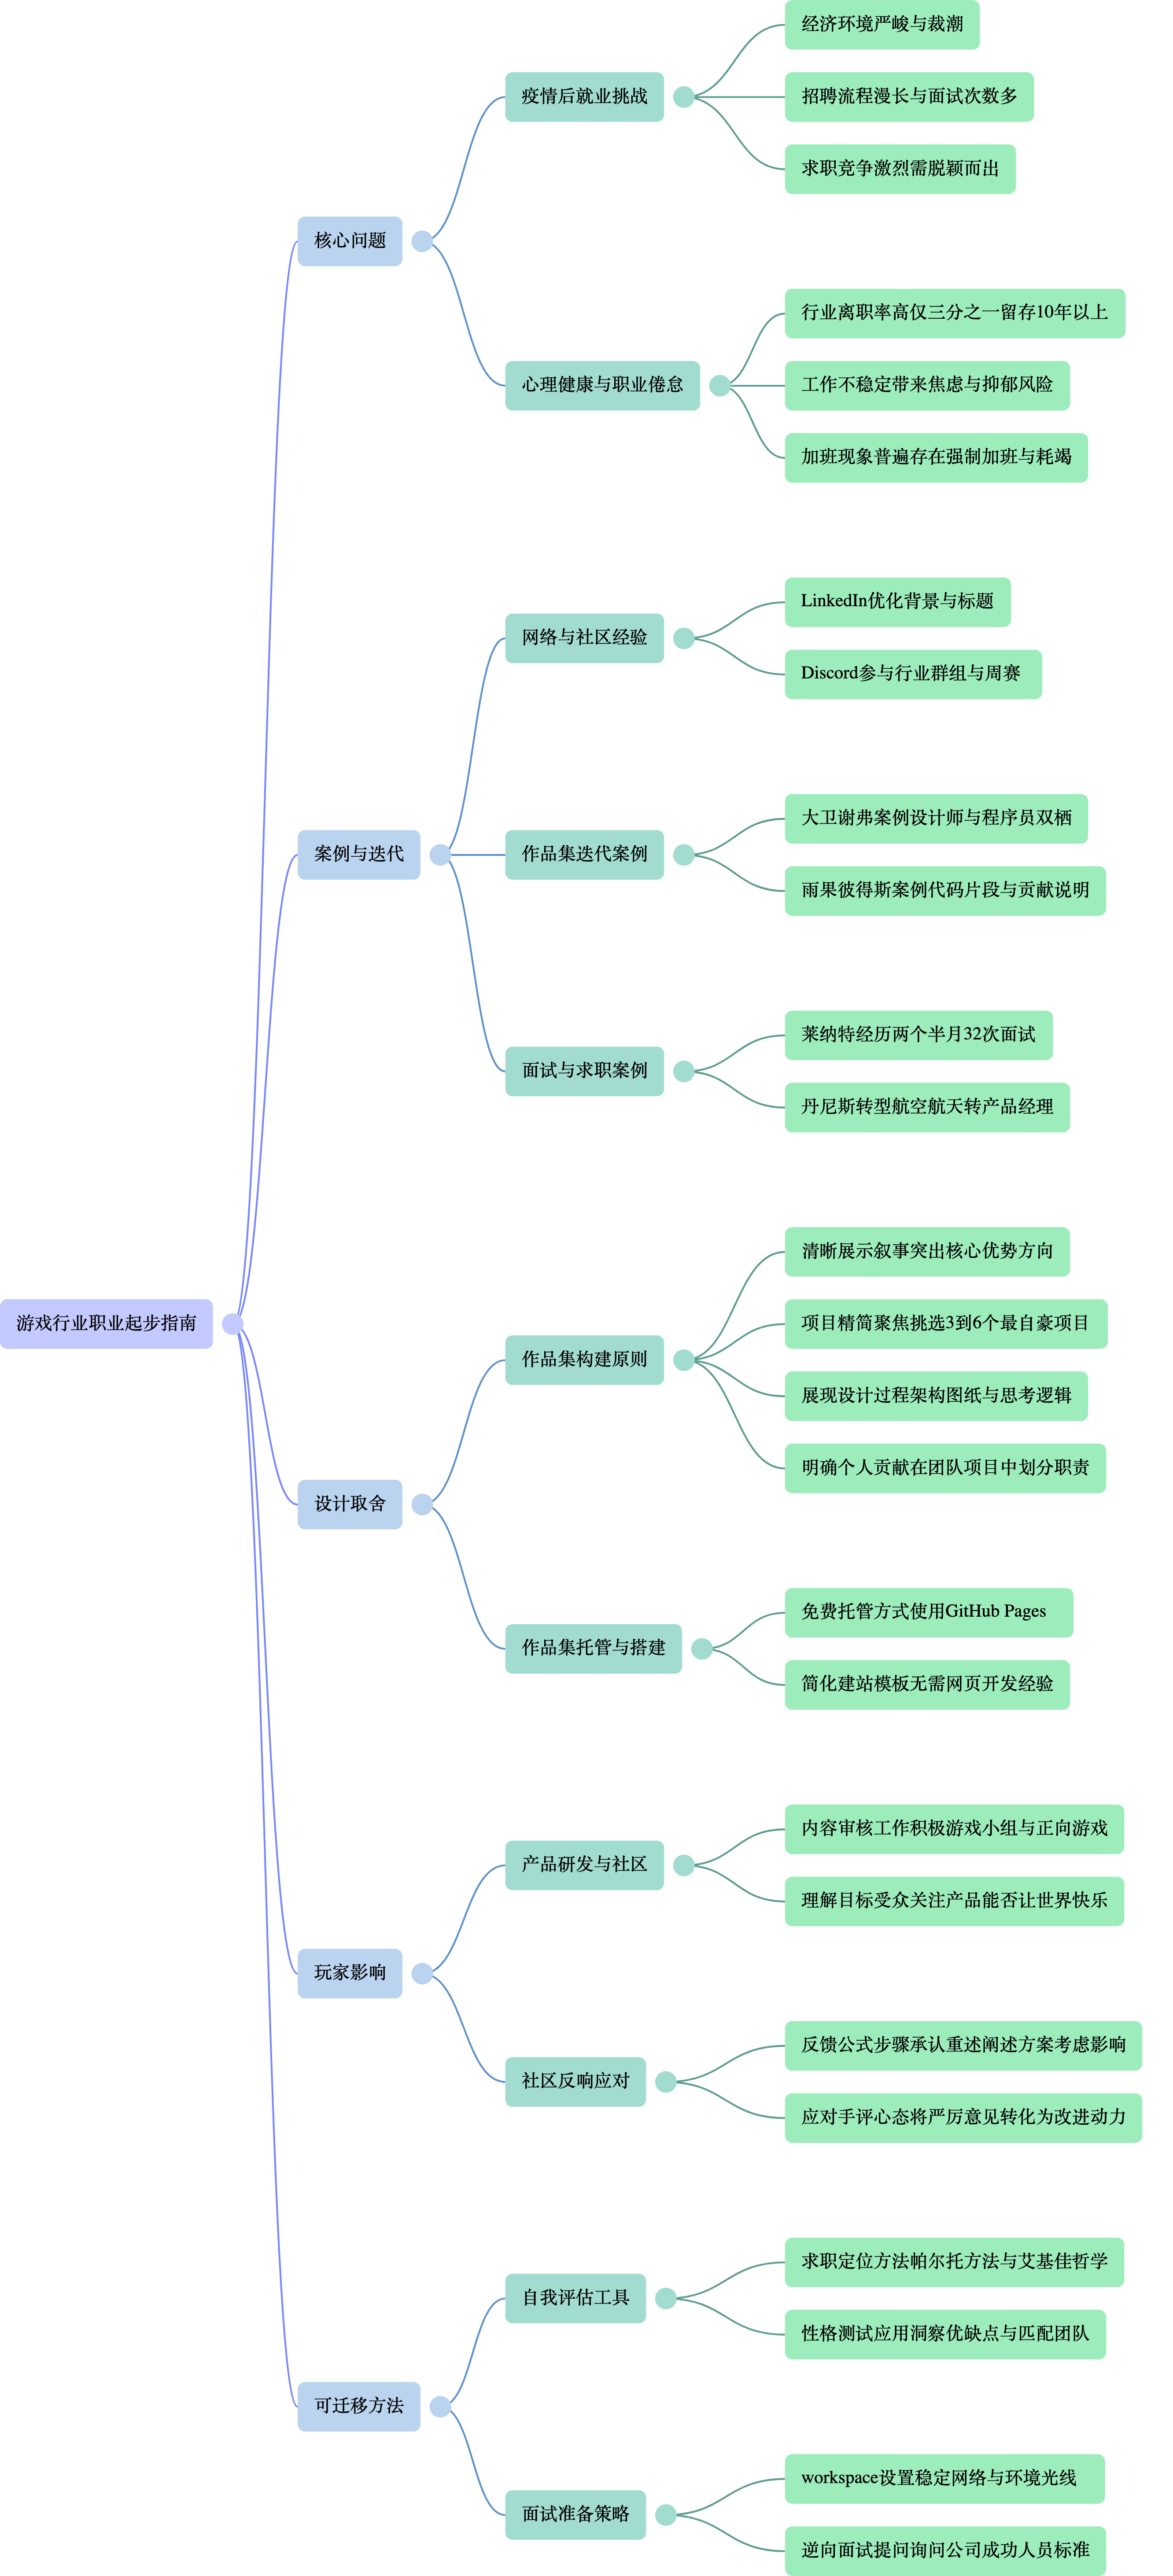 经济环境严峻与裁潮
疫情后就业挑战
招聘流程漫长与面试次数多
求职竞争激烈需脱颖而出
核心问题
行业离职率高仅三分之一留存10年以上
心理健康与职业倦怠
工作不稳定带来焦虑与抑郁风险
加班现象普遍存在强制加班与耗竭
LinkedIn优化背景与标题
网络与社区经验
Discord参与行业群组与周赛
大卫谢弗案例设计师与程序员双栖
案例与迭代
作品集迭代案例
雨果彼得斯案例代码片段与贡献说明
莱纳特经历两个半月32次面试
面试与求职案例
丹尼斯转型航空航天转产品经理
清晰展示叙事突出核心优势方向
游戏行业职业起步指南
项目精简聚焦挑选3到6个最自豪项目
作品集构建原则
展现设计过程架构图纸与思考逻辑
明确个人贡献在团队项目中划分职责
设计取舍
免费托管方式使用GitHub Pages
作品集托管与搭建
简化建站模板无需网页开发经验
内容审核工作积极游戏小组与正向游戏
产品研发与社区
理解目标受众关注产品能否让世界快乐
玩家影响
反馈公式步骤承认重述阐述方案考虑影响
社区反响应对
应对手评心态将严厉意见转化为改进动力
求职定位方法帕尔托方法与艾基佳哲学
自我评估工具
性格测试应用洞察优缺点与匹配团队
可迁移方法
workspace设置稳定网络与环境光线
面试准备策略
逆向面试提问询问公司成功人员标准